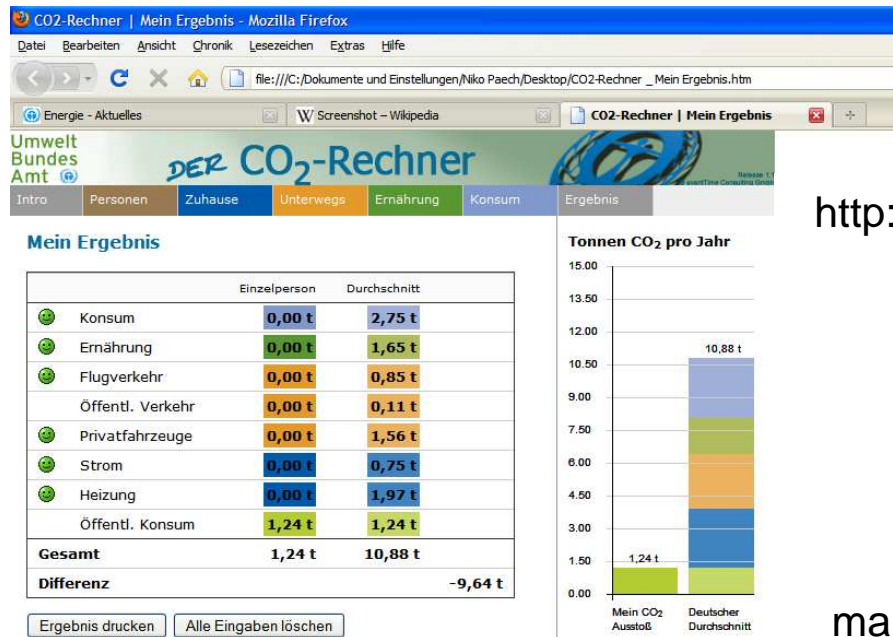 CO2-Rechner | Mein Ergebnis - Mozilla Firefox
Datei Bearbeiten Ansicht Chronik Lesezeichen Extras Hilfe
file:///C:/Dokumente und Einstellungen/Niko Paech/Desktop/CO2-Rechner _ Mein Ergebnis.htm
Energie - Aktuelles W Screenshot – Wikipedia CO2-Rechner | Mein Ergebnis
Umwelt
Bundes
Amt
DER CO₂-Rechner
Release 1.1
Intro Personen Zuhause Unterwegs Ernährung Konsum Ergebnis
http:
Mein Ergebnis
Einzelperson Durchschnitt
Konsum 0,00 t 2,75 t
Ernährung 0,00 t 1,65 t
Flugverkehr 0,00 t 0,85 t
Öffentl. Verkehr 0,00 t 0,11 t
Privatfahrzeuge 0,00 t 1,56 t
Strom 0,00 t 0,75 t
Heizung 0,00 t 1,97 t
Öffentl. Konsum 1,24 t 1,24 t
Gesamt 1,24 t 10,88 t
Differenz -9,64 t
Ergebnis drucken Alle Eingaben löschen
Tonnen CO₂ pro Jahr
15.00
13.50
12.00
10,88 t
10.50
9.00
7.50
6.00
4.50
3.00
1.50
1,24 t
0.00
Mein CO₂ Deutscher
Ausstoß Durchschnitt
ma